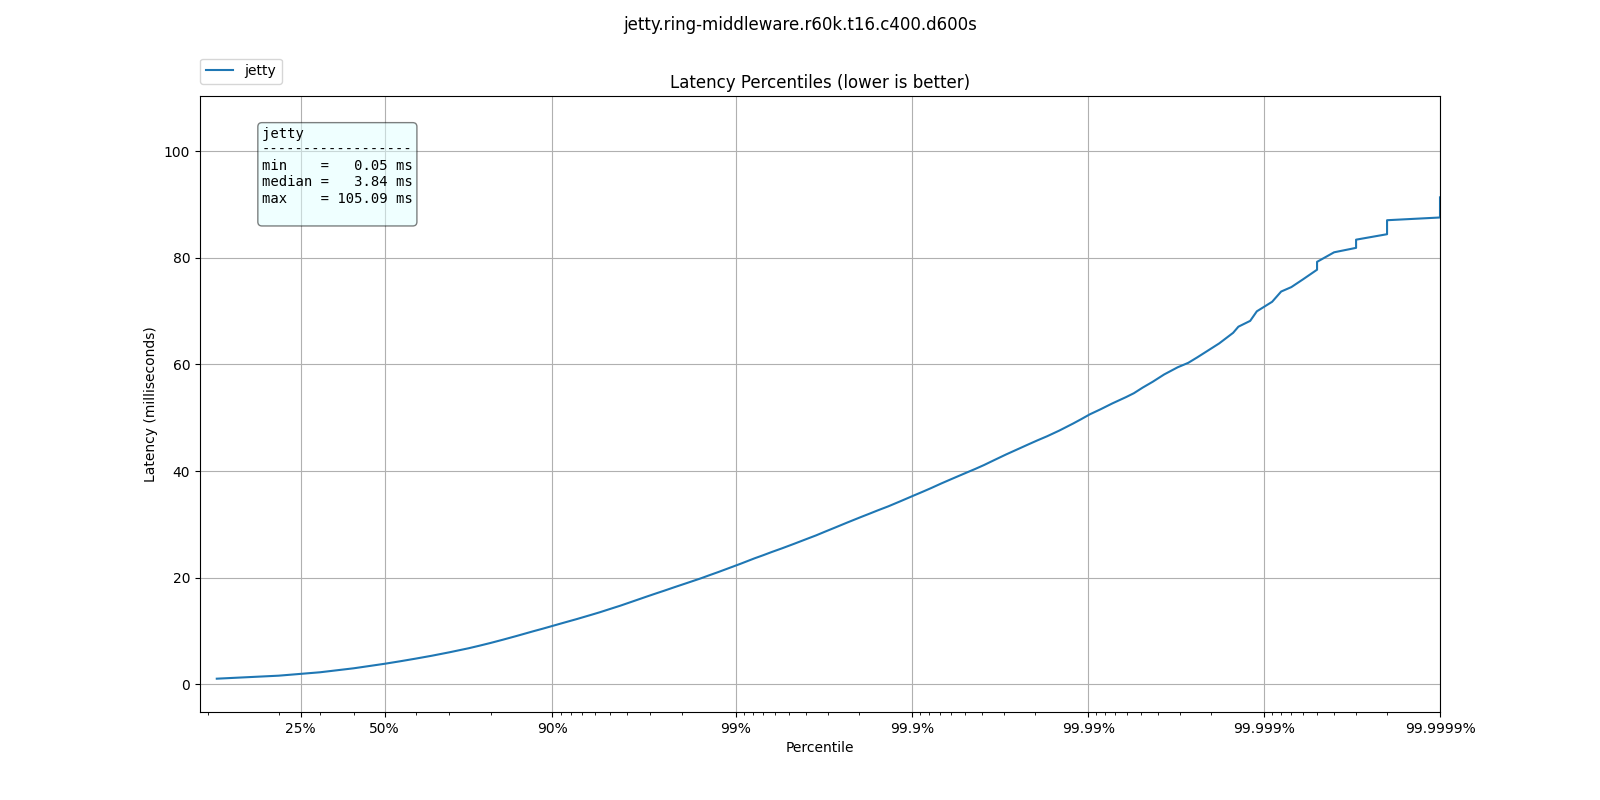 jetty.ring-middleware.r60k.t16.c400.d600s
jetty
Latency Percentiles (lower is better)
jetty
------------------
min    =   0.05 ms
median =   3.84 ms
max    = 105.09 ms
100
80
60
40
20
0
Latency (milliseconds)
25% 50% 90% 99% 99.9% 99.99% 99.999% 99.9999%
Percentile